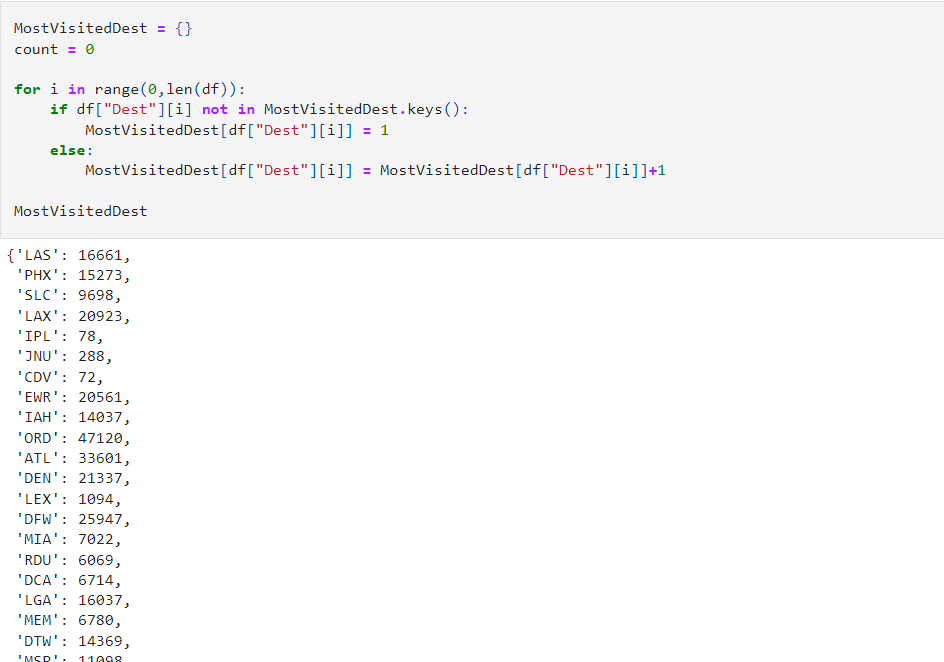 MostVisitedDest = {}
count = 0
for i in range(0,len(df)):
if df["Dest"][i] not in MostVisitedDest.keys():
MostVisitedDest[df["Dest"][i]] = 1
else:
MostVisitedDest[df["Dest"][i]] = MostVisitedDest[df["Dest"][i]]+1
MostVisitedDest
{'LAS': 16661,
'PHX': 15273,
'SLC': 9698,
'LAX': 20923,
'IPL': 78,
'JNU': 288,
'CDV': 72,
'EWR': 20561,
'IAH': 14037,
'ORD': 47120,
'ATL': 33601,
'DEN': 21337,
'LEX': 1094,
'DFW': 25947,
'MIA': 7022,
'RDU': 6069,
'DCA': 6714,
'LGA': 16037,
'MEM': 6780,
'DTW': 14369,
'MSP': 11098